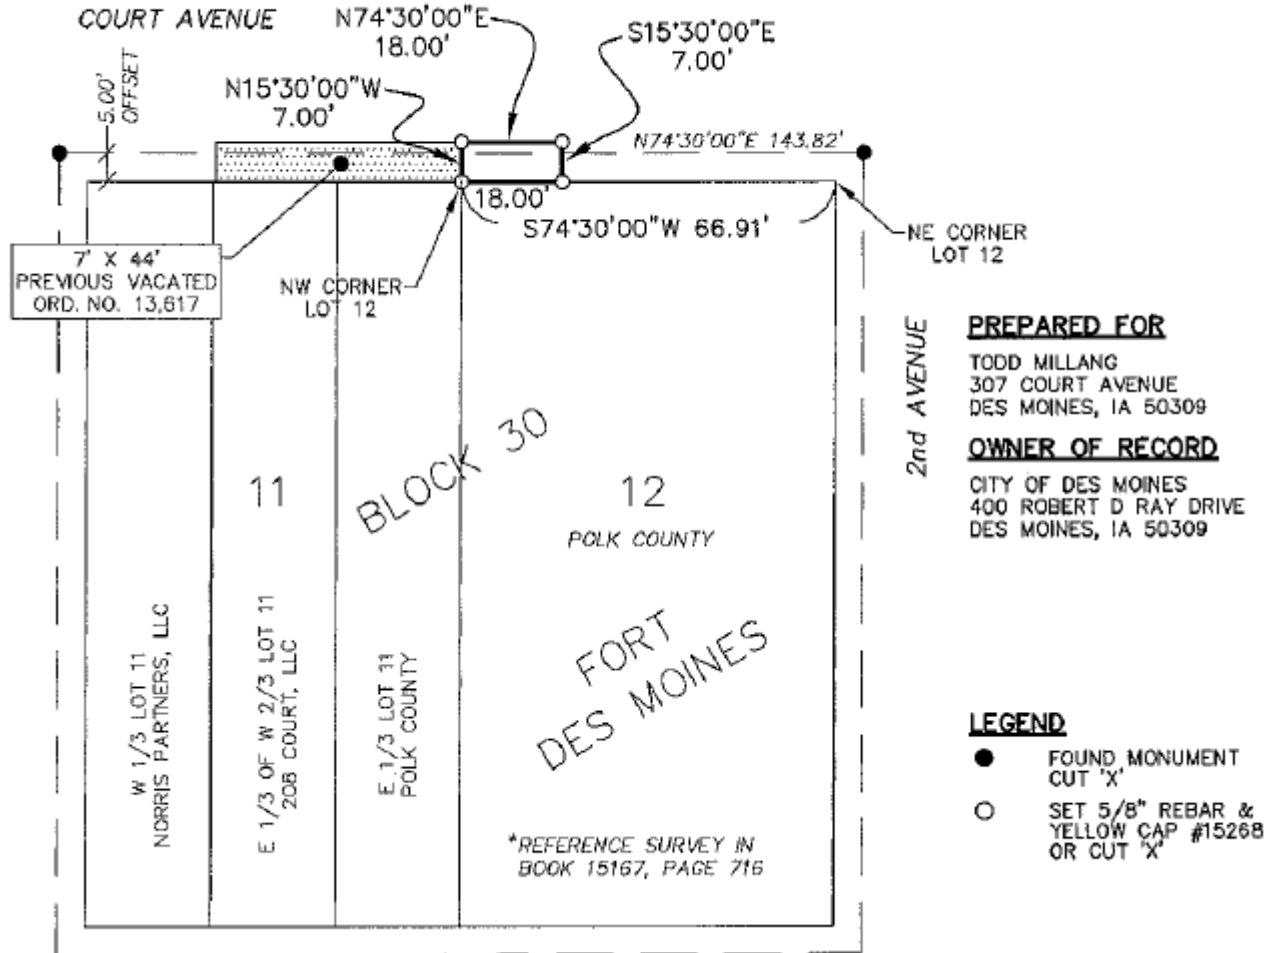 COURT AVENUE
N74°30'00"E
18.00'
S15°30'00"E
7.00'
5.00'
OFFSET
N15°30'00"W
7.00'
N74°30'00"E 143.82'
18.00'
S74°30'00"W 66.91'
NE CORNER
LOT 12
7' X 44'
PREVIOUS VACATED
ORD. NO. 13,617
NW CORNER
LOT 12
2nd AVENUE
PREPARED FOR
TODD MILLANG
307 COURT AVENUE
DES MOINES, IA 50309
OWNER OF RECORD
CITY OF DES MOINES
400 ROBERT D RAY DRIVE
DES MOINES, IA 50309
BLOCK 30
11
12
POLK COUNTY
FORT
DES MOINES
W 1/3 LOT 11
NORRIS PARTNERS, LLC
E 1/3 OF W 2/3 LOT 11
208 COURT, LLC
E 1/3 LOT 11
POLK COUNTY
*REFERENCE SURVEY IN
BOOK 15167, PAGE 716
LEGEND
FOUND MONUMENT
CUT 'X'
SET 5/8" REBAR &
YELLOW CAP #15268
OR CUT 'X'